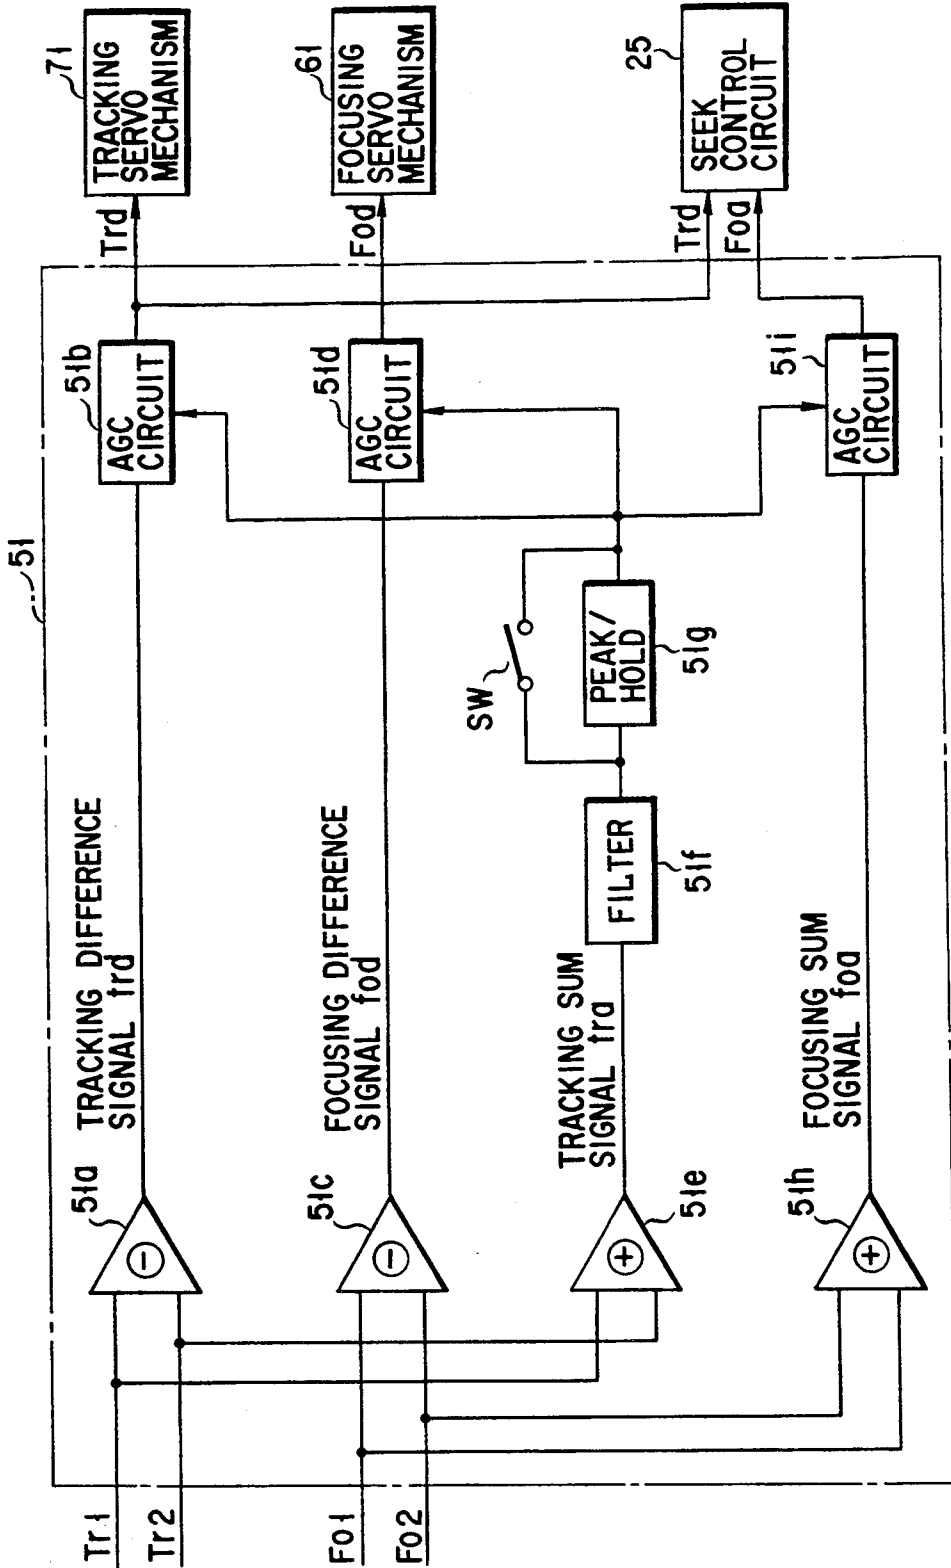 51
Tr1
Tr2
Fo1
Fo2
51a
TRACKING DIFFERENCE
SIGNAL trd
51b
AGC
CIRCUIT
Trd
71
TRACKING
SERVO
MECHANISM
51c
FOCUSING DIFFERENCE
SIGNAL fod
51d
AGC
CIRCUIT
Fod
61
FOCUSING
SERVO
MECHANISM
51e
TRACKING SUM
SIGNAL tra
FILTER
51f
SW
PEAK/
HOLD
51g
51h
FOCUSING SUM
SIGNAL foa
51i
AGC
CIRCUIT
Trd
Foa
25
SEEK
CONTROL
CIRCUIT